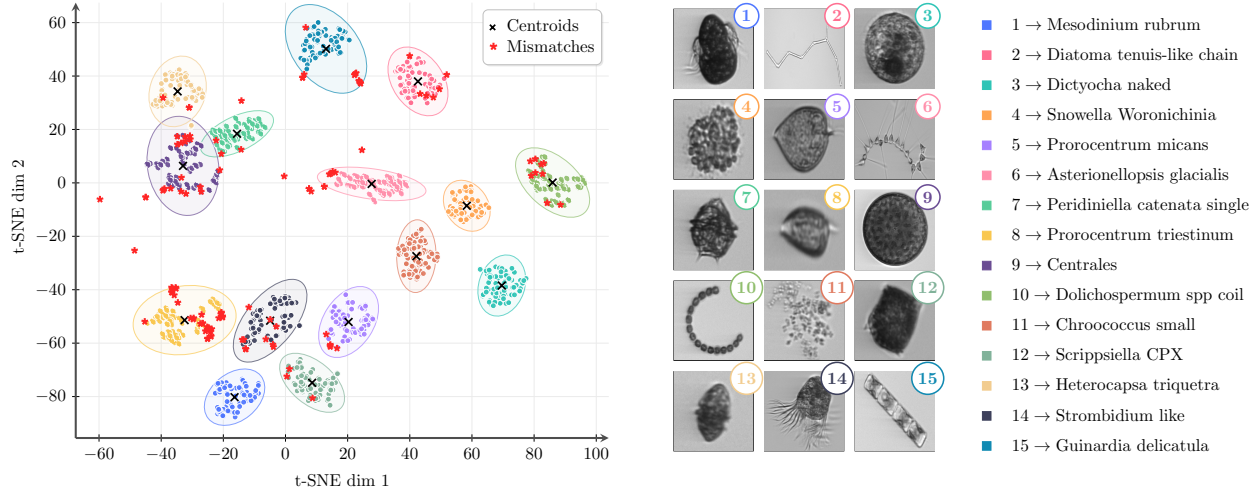 60
40
20
0
−20
−40
−60
−80
t-SNE dim 2
−60
−40
−20
0
20
40
60
80
100
t-SNE dim 1
Centroids
Mismatches
1
2
3
4
5
6
7
8
9
10
11
12
13
14
15
1 → Mesodinium rubrum
2 → Diatoma tenuis-like chain
3 → Dictyocha naked
4 → Snowella Woronichinia
5 → Prorocentrum micans
6 → Asterionellopsis glacialis
7 → Peridiniella catenata single
8 → Prorocentrum triestinum
9 → Centrales
10 → Dolichospermum spp coil
11 → Chroococcus small
12 → Scrippsiella CPX
13 → Heterocapsa triquetra
14 → Strombidium like
15 → Guinardia delicatula